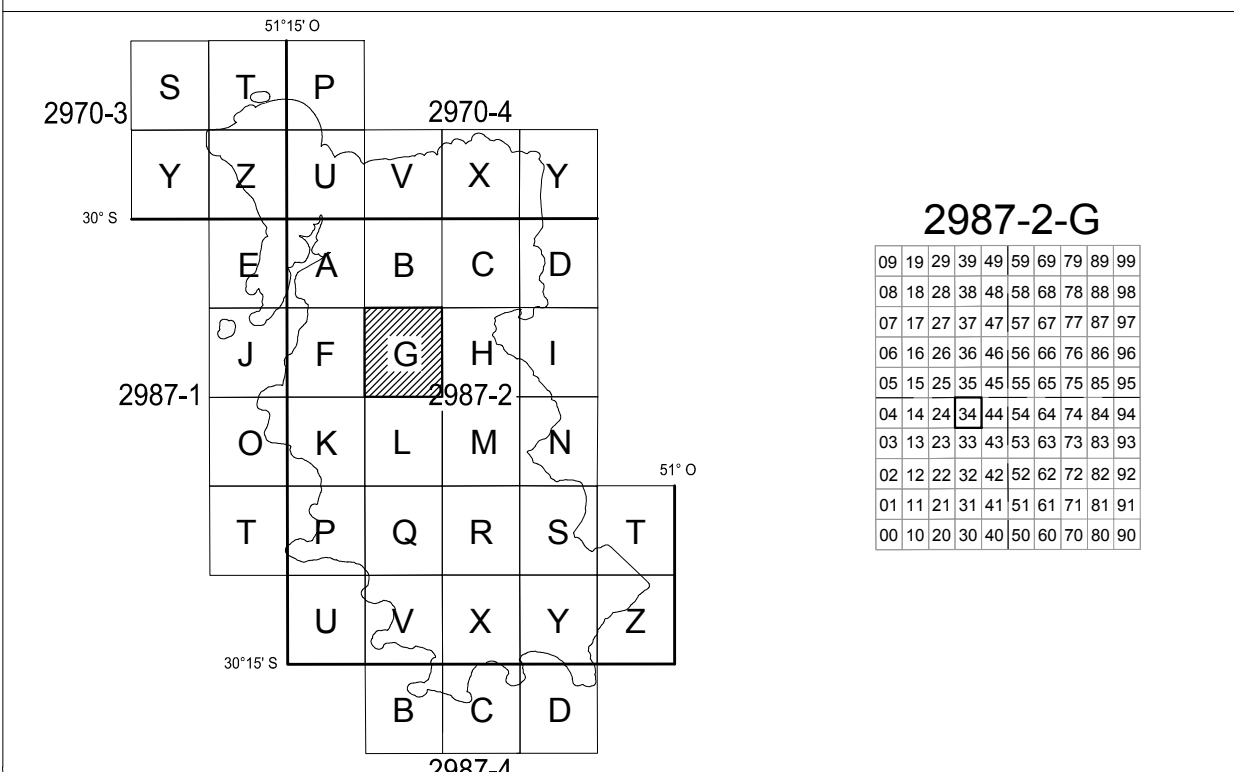 51°15' O
S T P
2970-3 2970-4
Y Z U V X Y
30° S
E A B C D
J F G H I
2987-1 2987-2
O K L M N
51° O
T P Q R S T
U V X Y Z
30°15' S
B C D
2987-4
2987-2-G
09 19 29 39 49 59 69 79 89 99
08 18 28 38 48 58 68 78 88 98
07 17 27 37 47 57 67 77 87 97
06 16 26 36 46 56 66 76 86 96
05 15 25 35 45 55 65 75 85 95
04 14 24 34 44 54 64 74 84 94
03 13 23 33 43 53 63 73 83 93
02 12 22 32 42 52 62 72 82 92
01 11 21 31 41 51 61 71 81 91
00 10 20 30 40 50 60 70 80 90